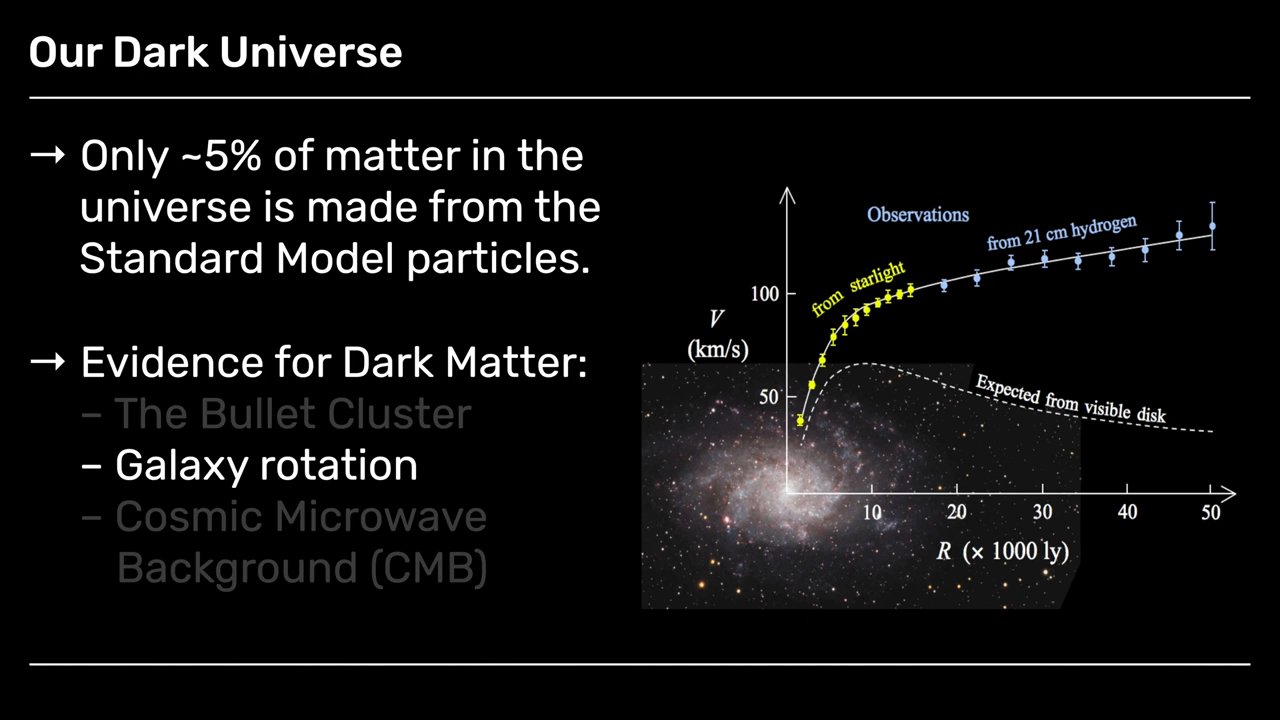 Our Dark Universe
→ Only ~5% of matter in the
universe is made from the
Standard Model particles.
→ Evidence for Dark Matter:
– The Bullet Cluster
– Galaxy rotation
– Cosmic Microwave
Background (CMB)
Observations
from starlight
from 21 cm hydrogen
100
V
(km/s)
50
Expected from visible disk
10 20 30 40 50
R (× 1000 ly)